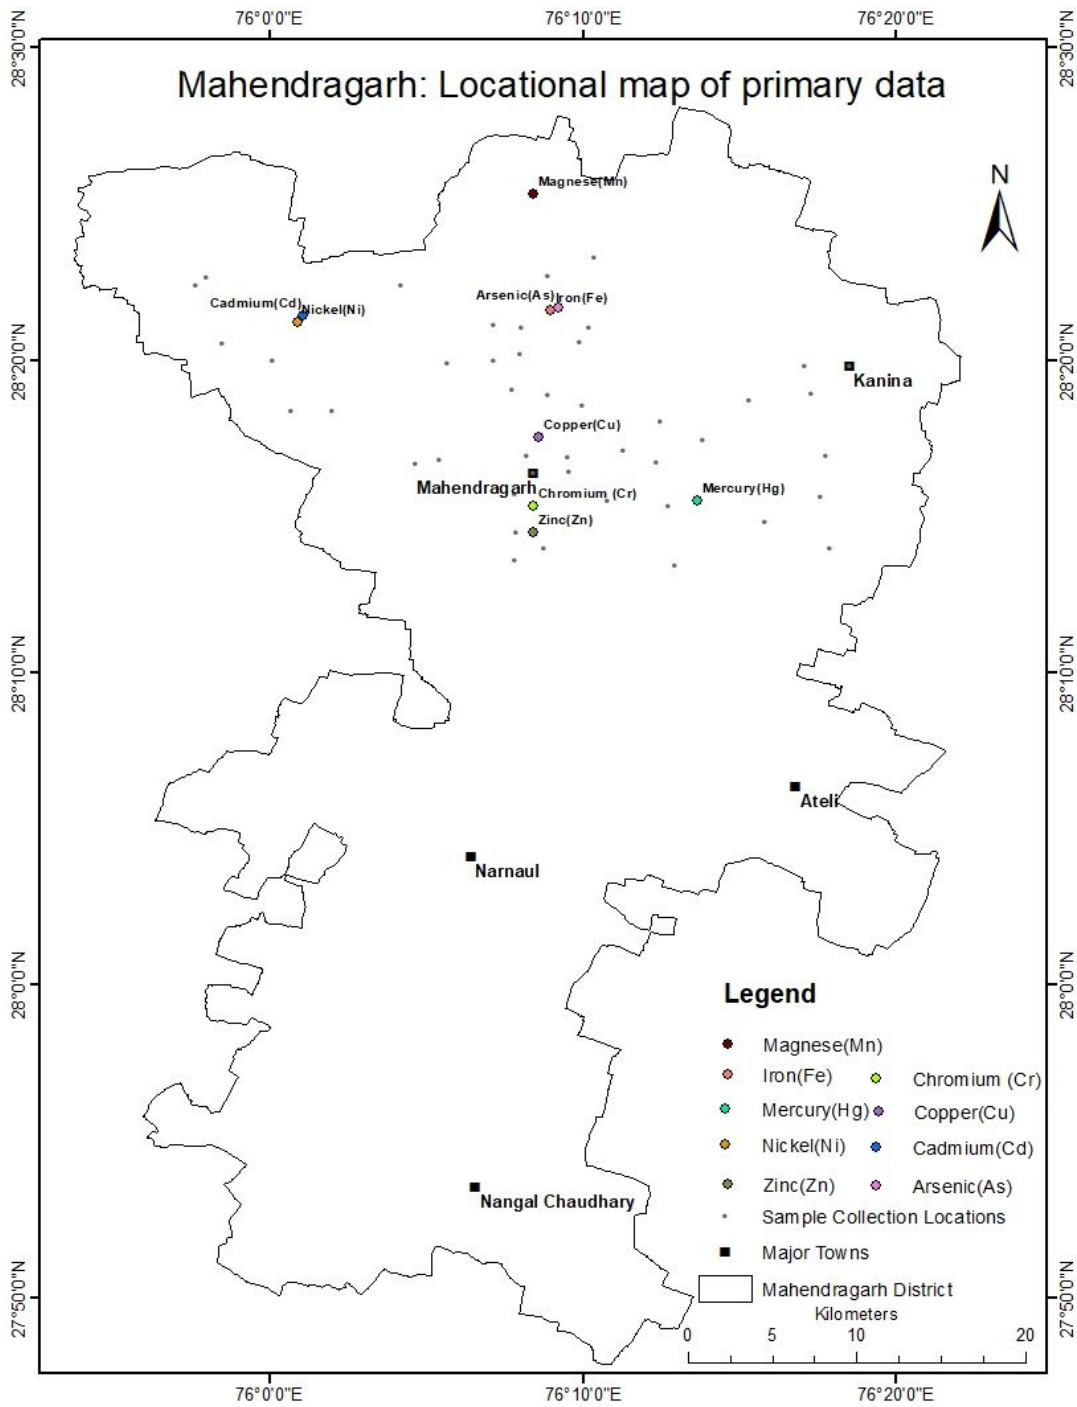 76°0'0"E 76°10'0"E 76°20'0"E
28°30'0"N 28°30'0"N
Mahendragarh: Locational map of primary data
N
Magnese(Mn)
Cadmium(Cd) Nickel(Ni)
Arsenic(As) Iron(Fe)
28°20'0"N 28°20'0"N
Kanina
Copper(Cu)
Mahendragarh
Chromium (Cr)
Mercury(Hg)
Zinc(Zn)
28°10'0"N 28°10'0"N
Ateli
Narnaul
28°0'0"N 28°0'0"N
Nangal Chaudhary
Legend
Magnese(Mn)
Iron(Fe) Chromium (Cr)
Mercury(Hg) Copper(Cu)
Nickel(Ni) Cadmium(Cd)
Zinc(Zn) Arsenic(As)
Sample Collection Locations
Major Towns
Mahendragarh District
27°50'0"N 27°50'0"N
Kilometers
0 5 10 20
76°0'0"E 76°10'0"E 76°20'0"E